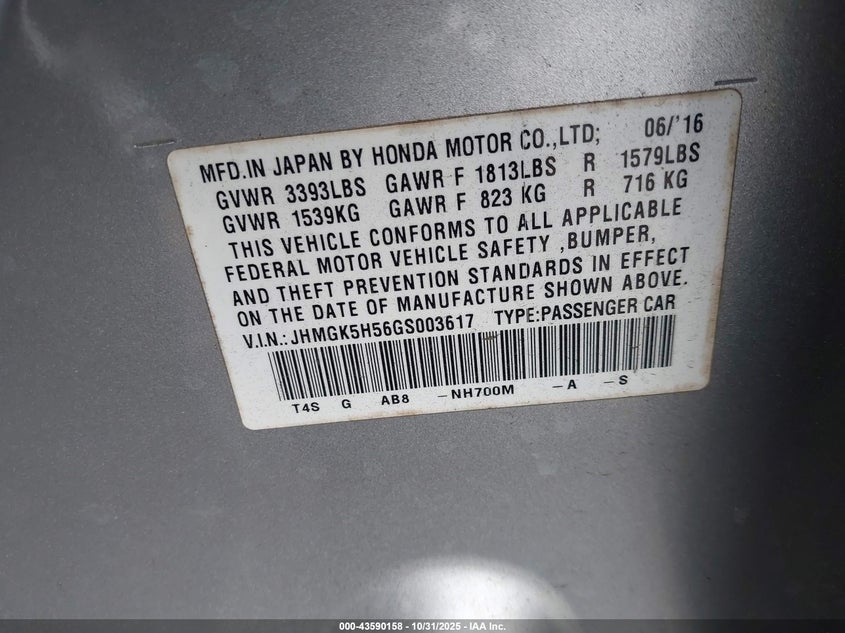 MFD.IN JAPAN BY HONDA MOTOR CO.,LTD; 06/'16
GVWR 3393LBS GAWR F 1813LBS R 1579LBS
GVWR 1539KG GAWR F 823 KG R 716 KG
THIS VEHICLE CONFORMS TO ALL APPLICABLE
FEDERAL MOTOR VEHICLE SAFETY ,BUMPER,
AND THEFT PREVENTION STANDARDS IN EFFECT
ON THE DATE OF MANUFACTURE SHOWN ABOVE.
V.I.N.: JHMGK5H56GS003617 TYPE:PASSENGER CAR
T4S G AB8 -NH700M -A -S
000-43590158 - 10/31/2025 - IAA Inc.